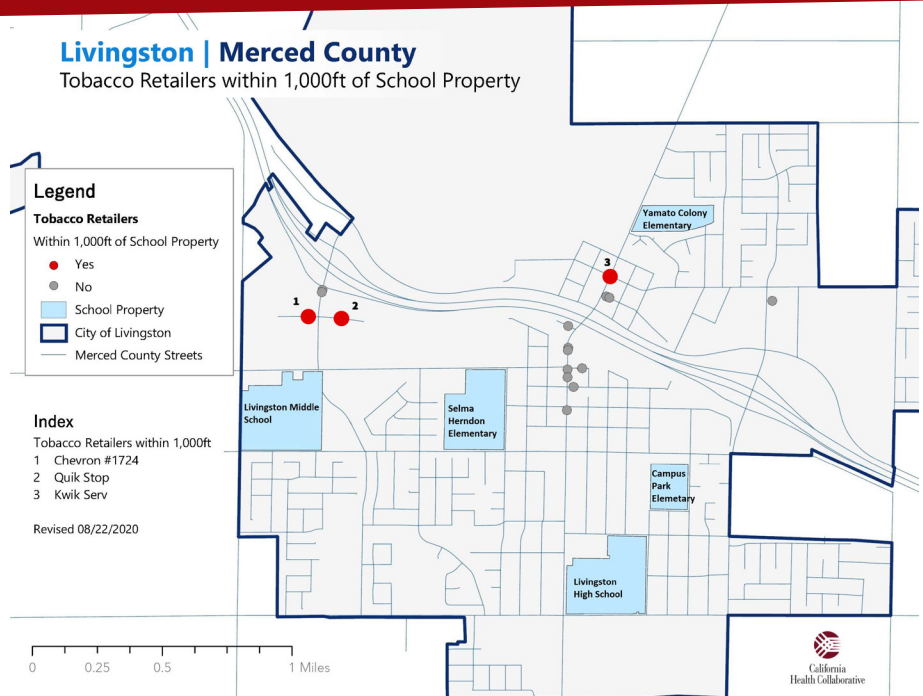 Livingston | Merced County
Tobacco Retailers within 1,000ft of School Property
Legend
Tobacco Retailers
Within 1,000ft of School Property
Yes
No
School Property
City of Livingston
Merced County Streets
Index
Tobacco Retailers within 1,000ft
1 Chevron #1724
2 Quik Stop
3 Kwik Serv
Revised 08/22/2020
Yamato Colony
Elementary
3
1
2
Livingston Middle
School
Selma
Herndon
Elementary
Campus
Park
Elemetary
Livingston
High School
0 0.25 0.5 1 Miles
California
Health Collaborative